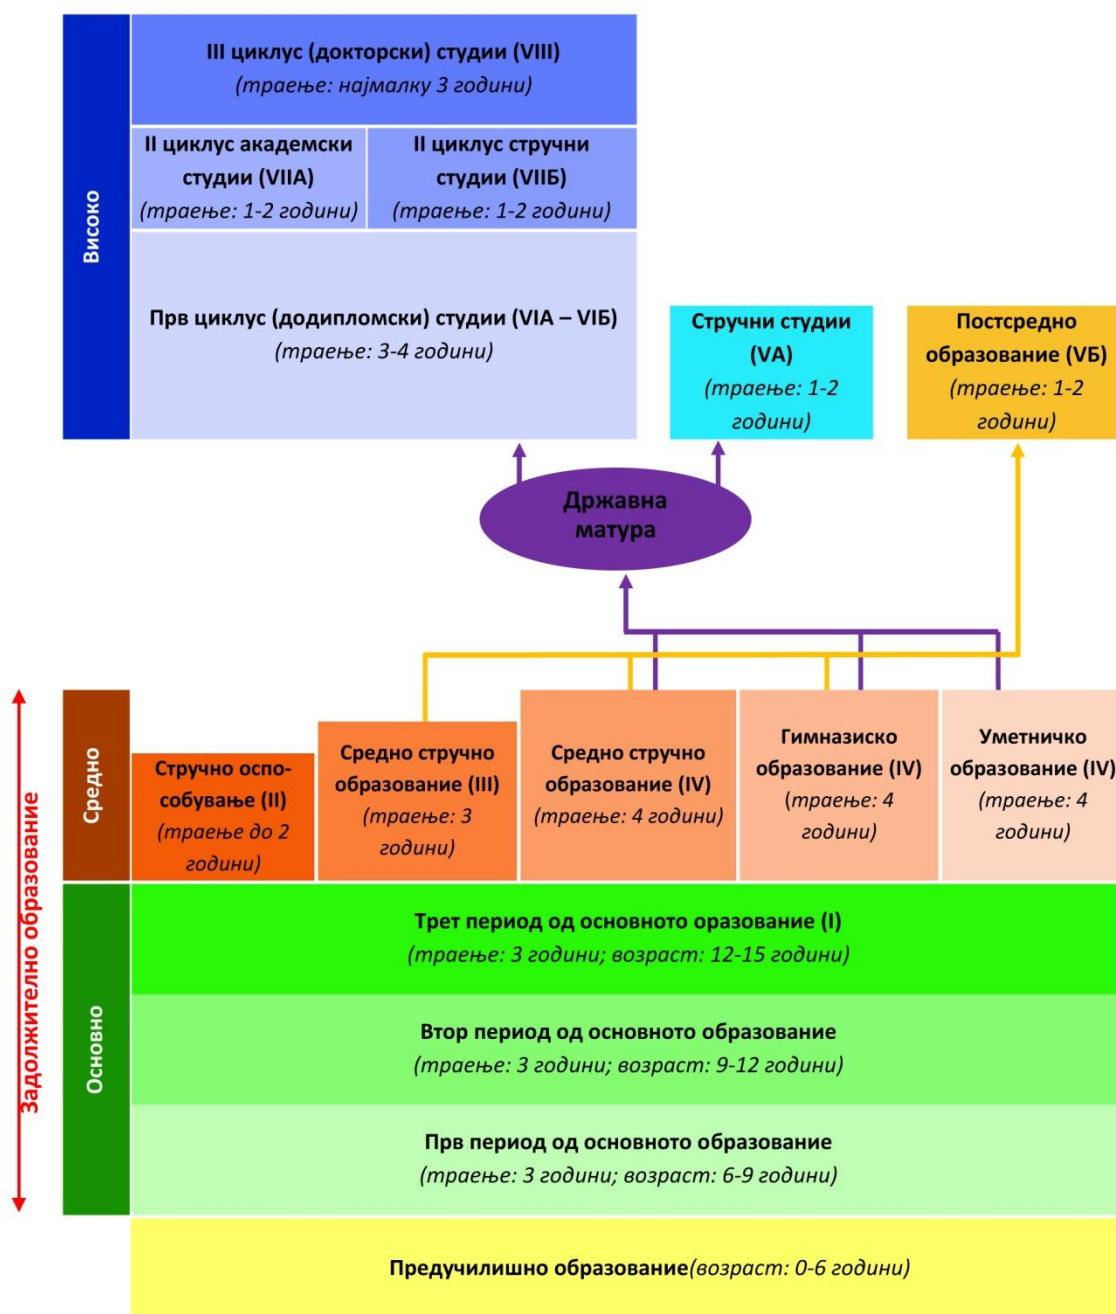 Високо
III циклус (докторски) студии (VIII)
(траење: најмалку 3 години)
II циклус академски
студии (VIIA)
(траење: 1-2 години)
II циклус стручни
студии (VIIБ)
(траење: 1-2 години)
Прв циклус (додипломски) студии (VIA – VIБ)
(траење: 3-4 години)
Стручни студии
(VA)
(траење: 1-2
години)
Постсредно
образование (VБ)
(траење: 1-2
години)
Државна
матура
Задолжително образование
Средно
Стручно оспо-
собување (II)
(траење до 2
години)
Средно стручно
образование (III)
(траење: 3
години)
Средно стручно
образование (IV)
(траење: 4 години)
Гимназиско
образование (IV)
(траење: 4
години)
Уметничко
образование (IV)
(траење: 4
години)
Основно
Трет период од основното оразование (I)
(траење: 3 години; возраст: 12-15 години)
Втор период од основното образование
(траење: 3 години; возраст: 9-12 години)
Прв период од основното образование
(траење: 3 години; возраст: 6-9 години)
Предучилишно образование(возраст: 0-6 години)